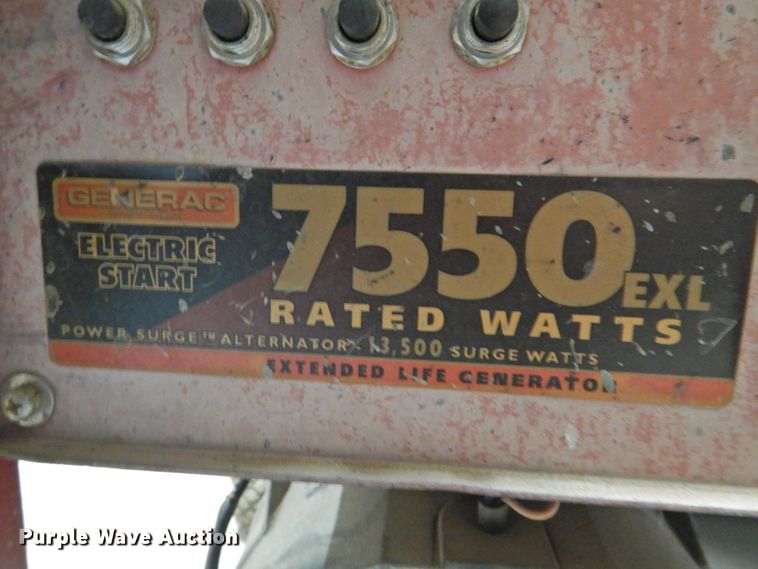 GENERAC
ELECTRIC
START
7550 EXL
RATED WATTS
POWER SURGE™ ALTERNATOR - 13,500 SURGE WATTS
EXTENDED LIFE GENERATOR
Purple Wave Auction